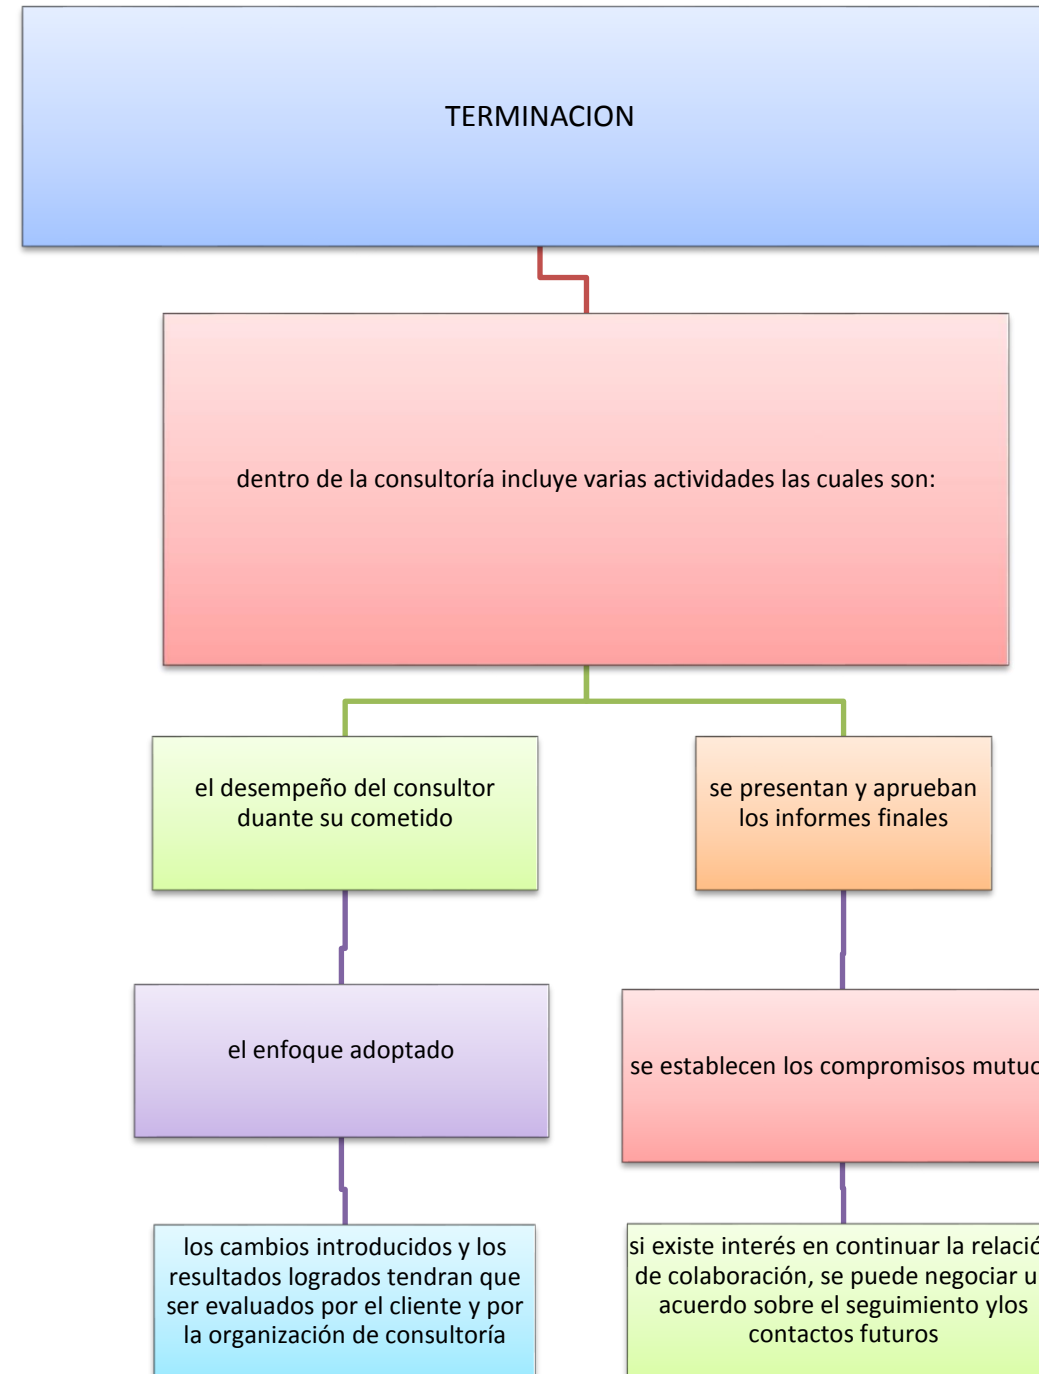 TERMINACION
dentro de la consultoría incluye varias actividades las cuales son:
el desempeño del consultor
duante su cometido
se presentan y aprueban
los informes finales
el enfoque adoptado
se establecen los compromisos
los cambios introducidos y los
resultados logrados tendran que
ser evaluados por el cliente y por
la organización de consultoría
si existe interés en continuar la
de colaboración, se puede negociar
acuerdo sobre el seguimiento ylos
contactos futuros